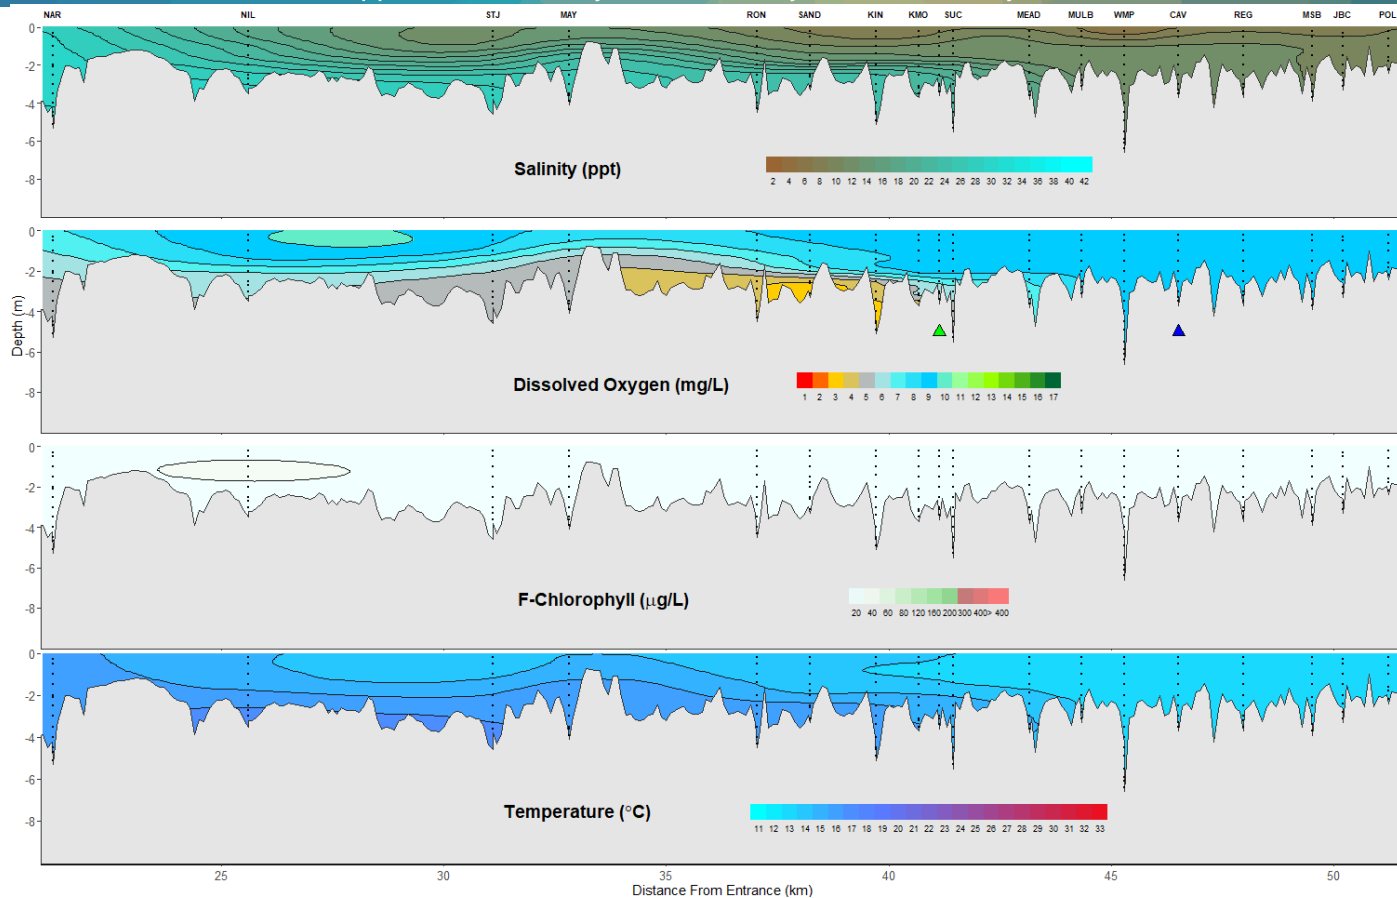 NAR NIL STJ MAY RON SAND KIN KMO SUC MEAD MULB WMP CAV REG MSB JBC POL
0
-2
-4
-6
-8
Salinity (ppt)
2 4 6 8 10 12 14 16 18 20 22 24 26 28 30 32 34 36 38 40 42
0
-2
-4
-6
-8
Depth (m)
Dissolved Oxygen (mg/L)
1 2 3 4 5 6 7 8 9 10 11 12 13 14 15 16 17
0
-2
-4
-6
-8
F-Chlorophyll (μg/L)
20 40 60 80 120 160 200 300 400> 400
0
-2
-4
-6
-8
Temperature (°C)
11 12 13 14 15 16 17 18 19 20 21 22 23 24 25 26 27 28 29 30 31 32 33
25 30 35 40 45 50
Distance From Entrance (km)